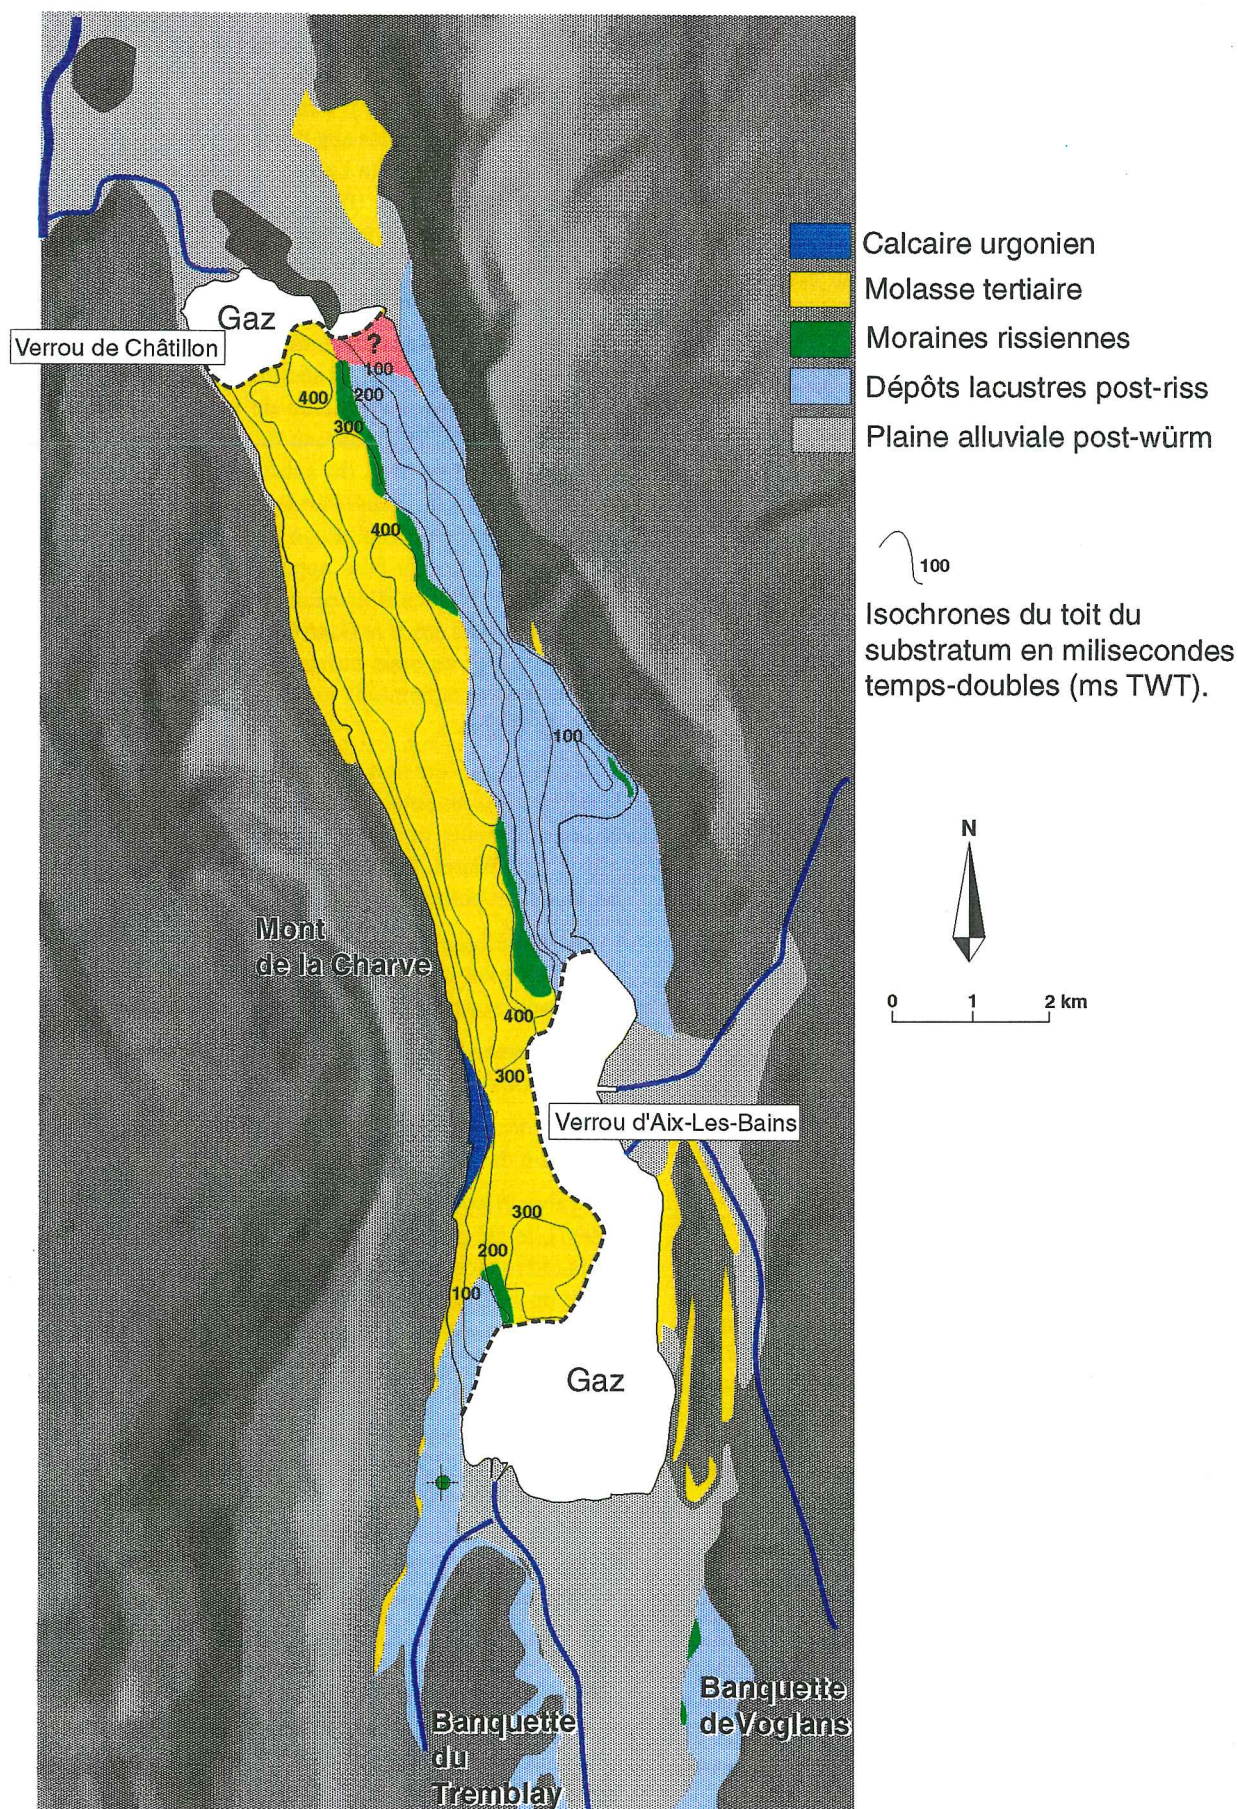 Gaz
Verrou de Châtillon
?
100
200
400
300
400
100
Calcaire urgonien
Molasse tertiaire
Moraines rissiennes
Dépôts lacustres post-riss
Plaine alluviale post-würm
100
Isochrones du toit du
substratum en milisecondes
temps-doubles (ms TWT).
N
0 1 2 km
Mont
de la Charve
400
300
Verrou d'Aix-Les-Bains
300
200
100
Gaz
Banquette
du
Tremblay
Banquette
deVoglans